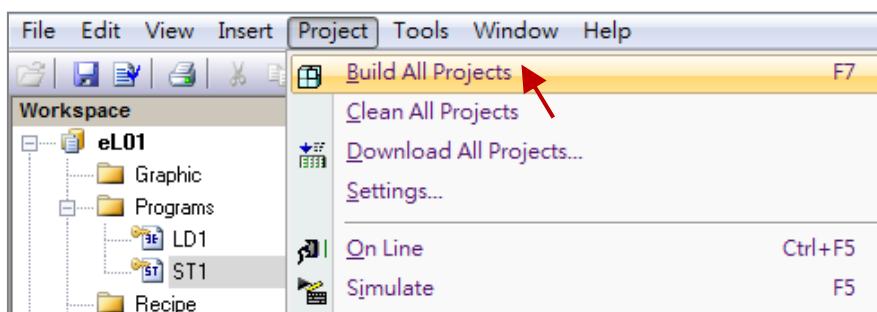 File Edit View Insert Project Tools Window Help
Build All Projects F7
Workspace
Clean All Projects
eL01
Download All Projects...
Graphic
Settings...
Programs
LD1
On Line Ctrl+F5
ST1
Simulate F5
Recipe